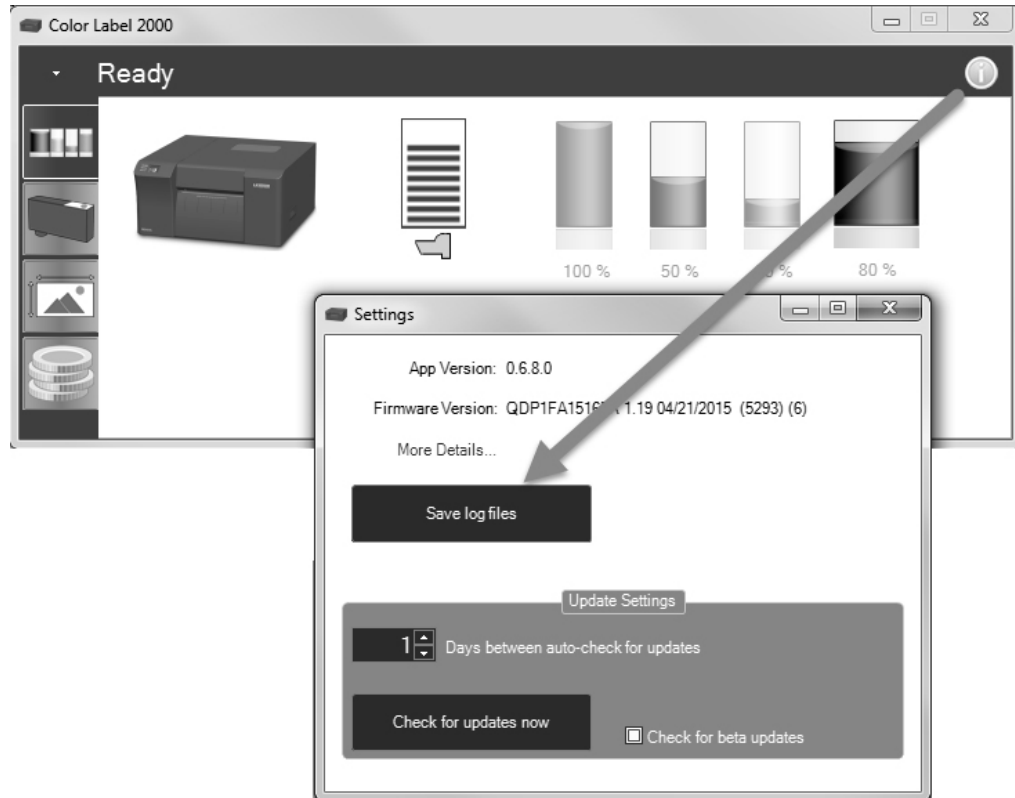 Color Label 2000
Ready
100 %
50 %
%
80 %
Settings
App Version: 0.6.8.0
Firmware Version: 1.19 04/21/2015 (5293) (6)
More Details...
Save log files
Update Settings
1 Days between auto-check for updates
Check for updates now
Check for beta updates